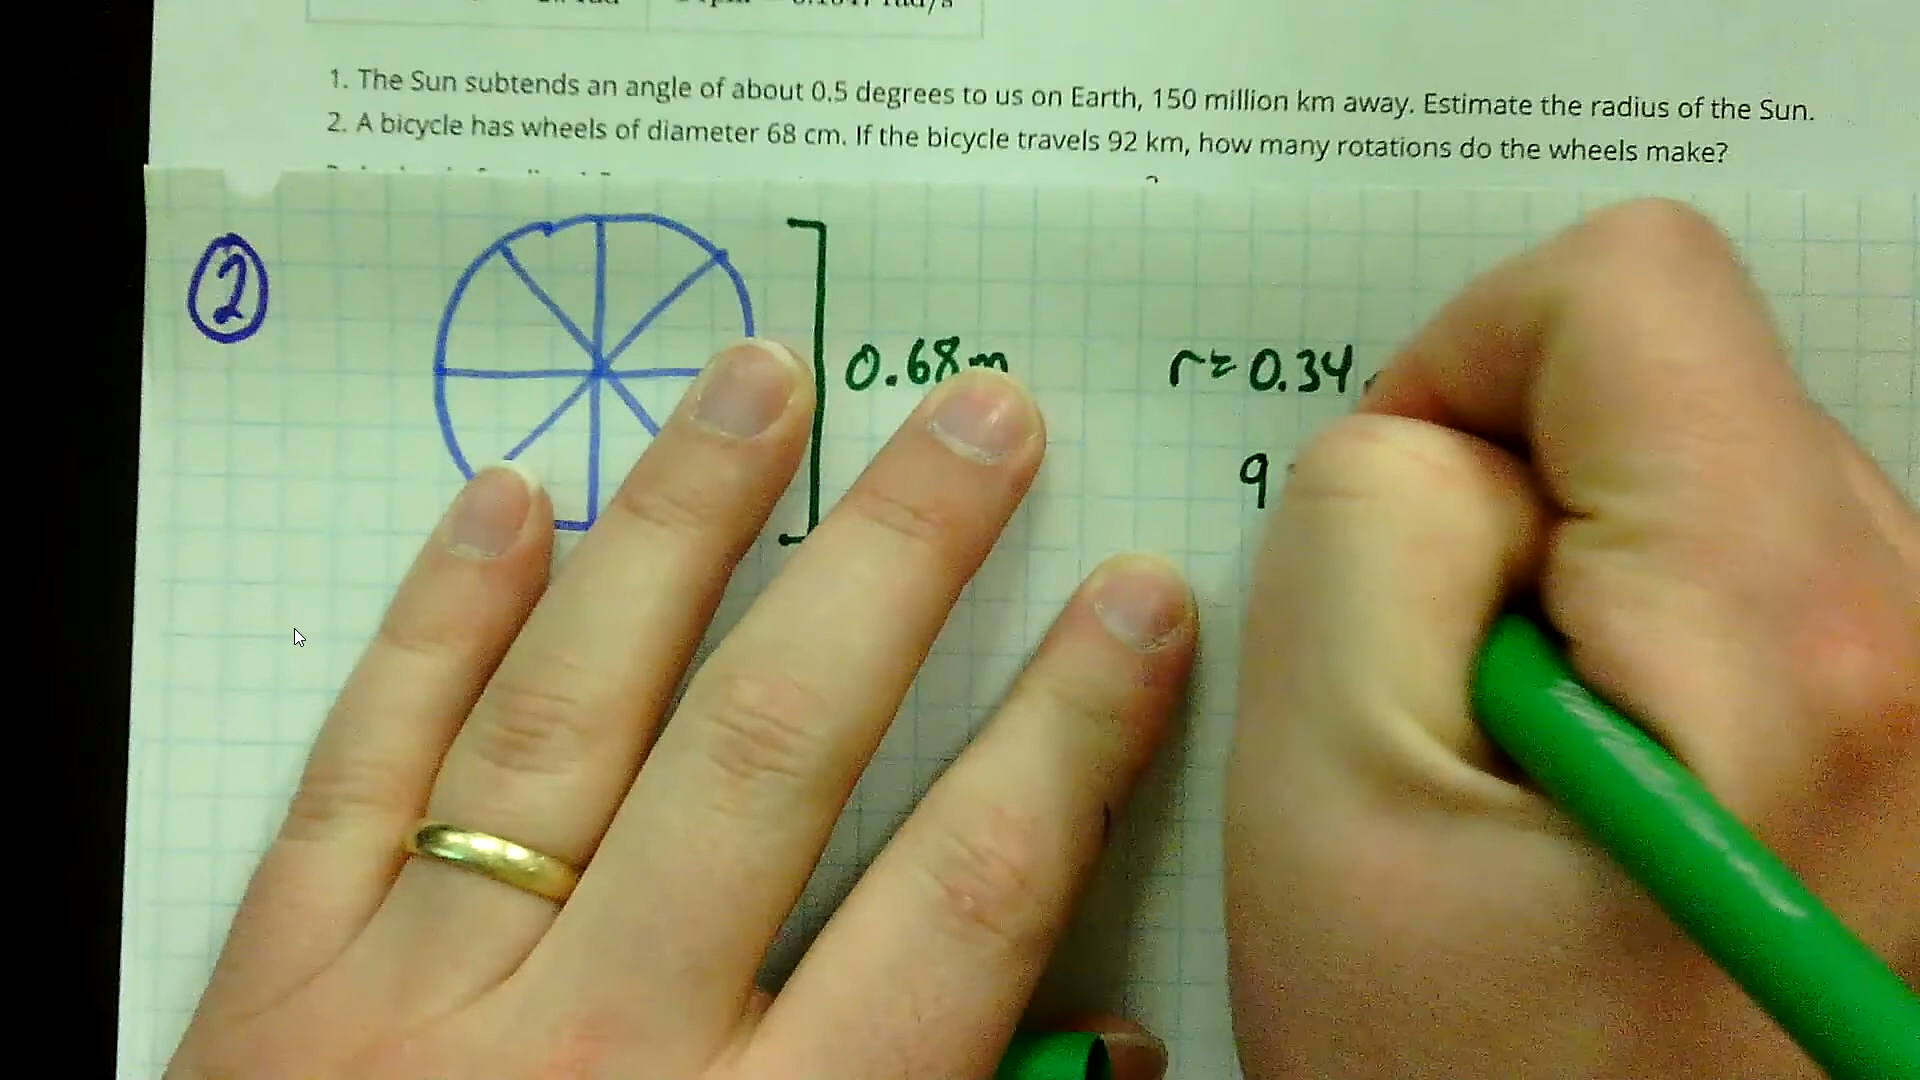 1. The Sun subtends an angle of about 0.5 degrees to us on Earth, 150 million km away. Estimate the radius of the Sun.
2. A bicycle has wheels of diameter 68 cm. If the bicycle travels 92 km, how many rotations do the wheels make?
2
0.68m
r = 0.34
9